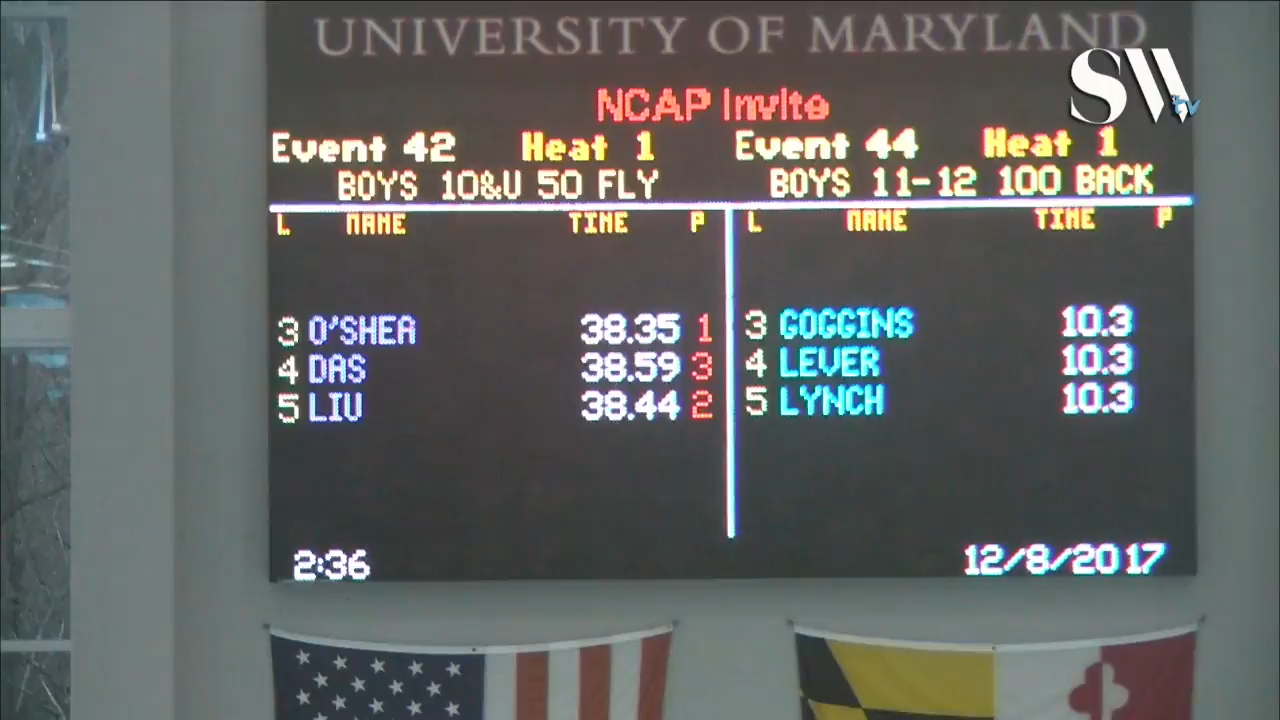 UNIVERSITY OF MARYLAND
SW tv
NCAP Invite
Event 42 Heat 1 Event 44 Heat 1
BOYS 10&U 50 FLY BOYS 11-12 100 BACK
L NAME TIME P L NAME TIME P
3 O'SHEA 38.35 1 3 GOGGINS 10.3
4 DAS 38.59 3 4 LEVER 10.3
5 LIU 38.44 2 5 LYNCH 10.3
2:36 12/8/2017